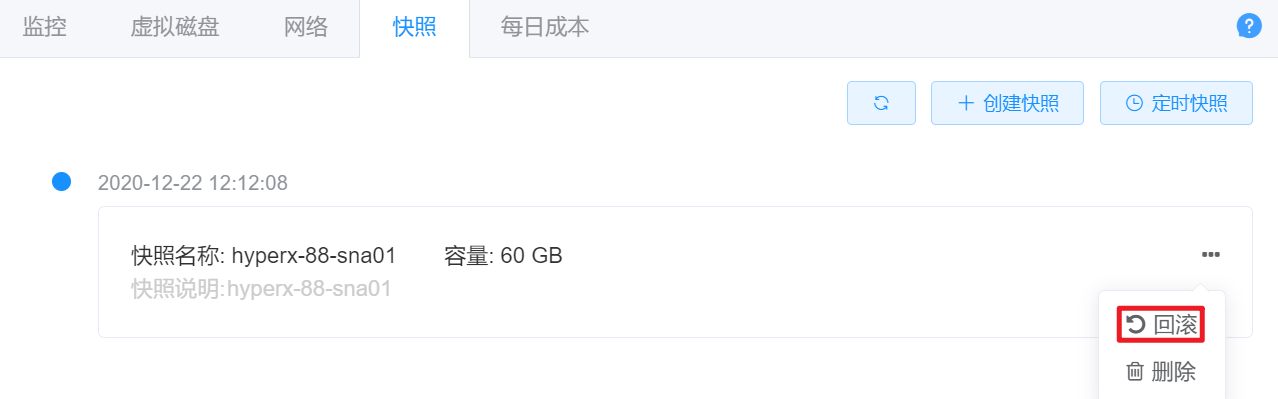 监控 虚拟磁盘 网络 快照 每日成本 ?
创建快照 定时快照
2020-12-22 12:12:08
快照名称: hyperx-88-sna01 容量: 60 GB
快照说明:hyperx-88-sna01
回滚
删除